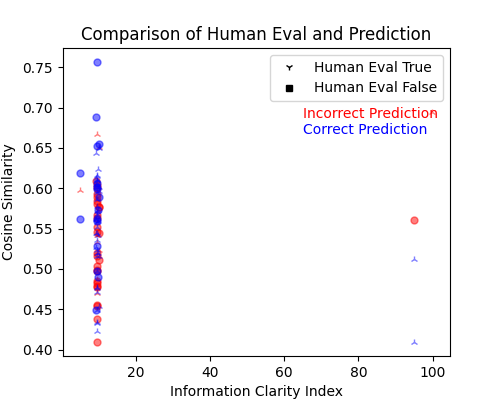 Comparison of Human Eval and Prediction
Human Eval True
Human Eval False
Incorrect Prediction
Correct Prediction
Cosine Similarity
0.75
0.70
0.65
0.60
0.55
0.50
0.45
0.40
20
40
60
80
100
Information Clarity Index